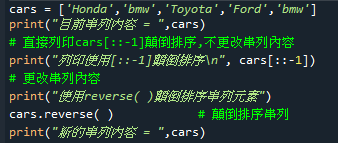 cars = ['Honda','bmw','Toyota','Ford','bmw']
print("目前串列內容 = ",cars)
# 直接列印cars[::-1]顛倒排序,不更改串列內容
print("列印使用[::-1]顛倒排序\n", cars[::-1])
# 更改串列內容
print("使用reverse( )顛倒排序串列元素")
cars.reverse( ) # 顛倒排序串列
print("新的串列內容 = ",cars)